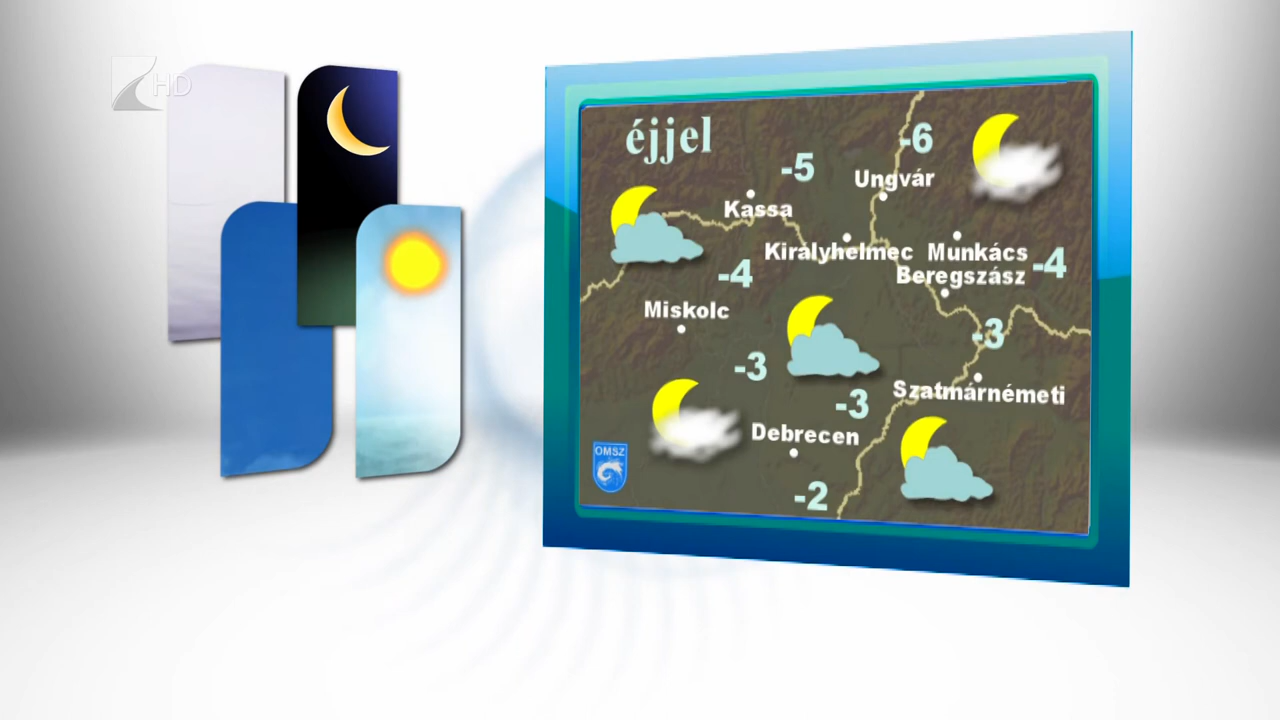 HD
éjjel
-6
-5
Ungvár
Kassa
Királyhelmec
Munkács
Beregszász
-4
-4
Miskolc
-3
-3
Szatmárnémeti
-3
Debrecen
OMSZ
-2